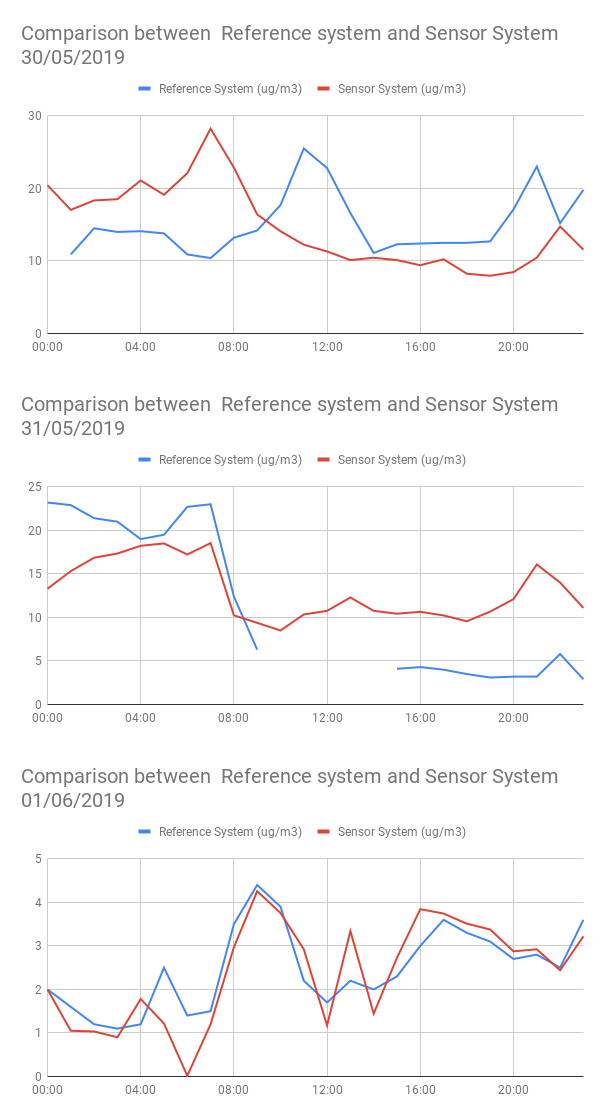 Comparison between  Reference system and Sensor System
30/05/2019
Reference System (ug/m3) Sensor System (ug/m3)
30
20
10
0
00:00 04:00 08:00 12:00 16:00 20:00
Comparison between  Reference system and Sensor System
31/05/2019
Reference System (ug/m3) Sensor System (ug/m3)
25
20
15
10
5
0
00:00 04:00 08:00 12:00 16:00 20:00
Comparison between  Reference system and Sensor System
01/06/2019
Reference System (ug/m3) Sensor System (ug/m3)
5
4
3
2
1
0
00:00 04:00 08:00 12:00 16:00 20:00